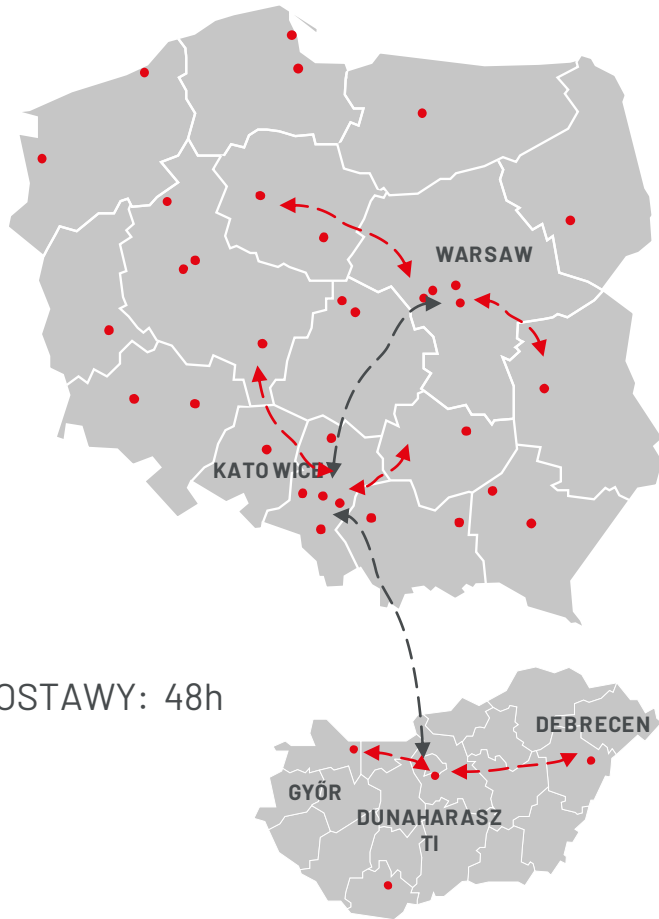 WARSAW
KATOWICE
OSTAWY: 48h
DEBRECEN
GYŐR
DUNAHARASZ
TI